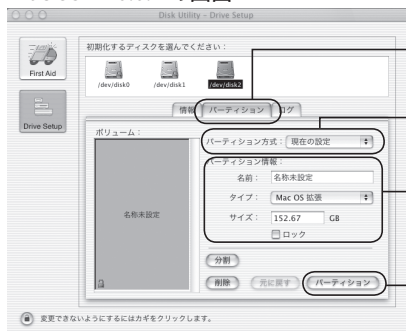 Disk Utility - Drive Setup
初期化するディスクを選んでください：
First Aid
/dev/disk0
/dev/disk1
/dev/disk2
Drive Setup
情報
パーティション
ログ
ボリューム：
パーティション方式：
現在の設定
パーティション情報：
名前：
名称未設定
タイプ：
Mac OS 拡張
サイズ：
152.67
GB
ロック
名称未設定
分割
削除
元に戻す
パーティション
変更できないようにするにはカギをクリックします。